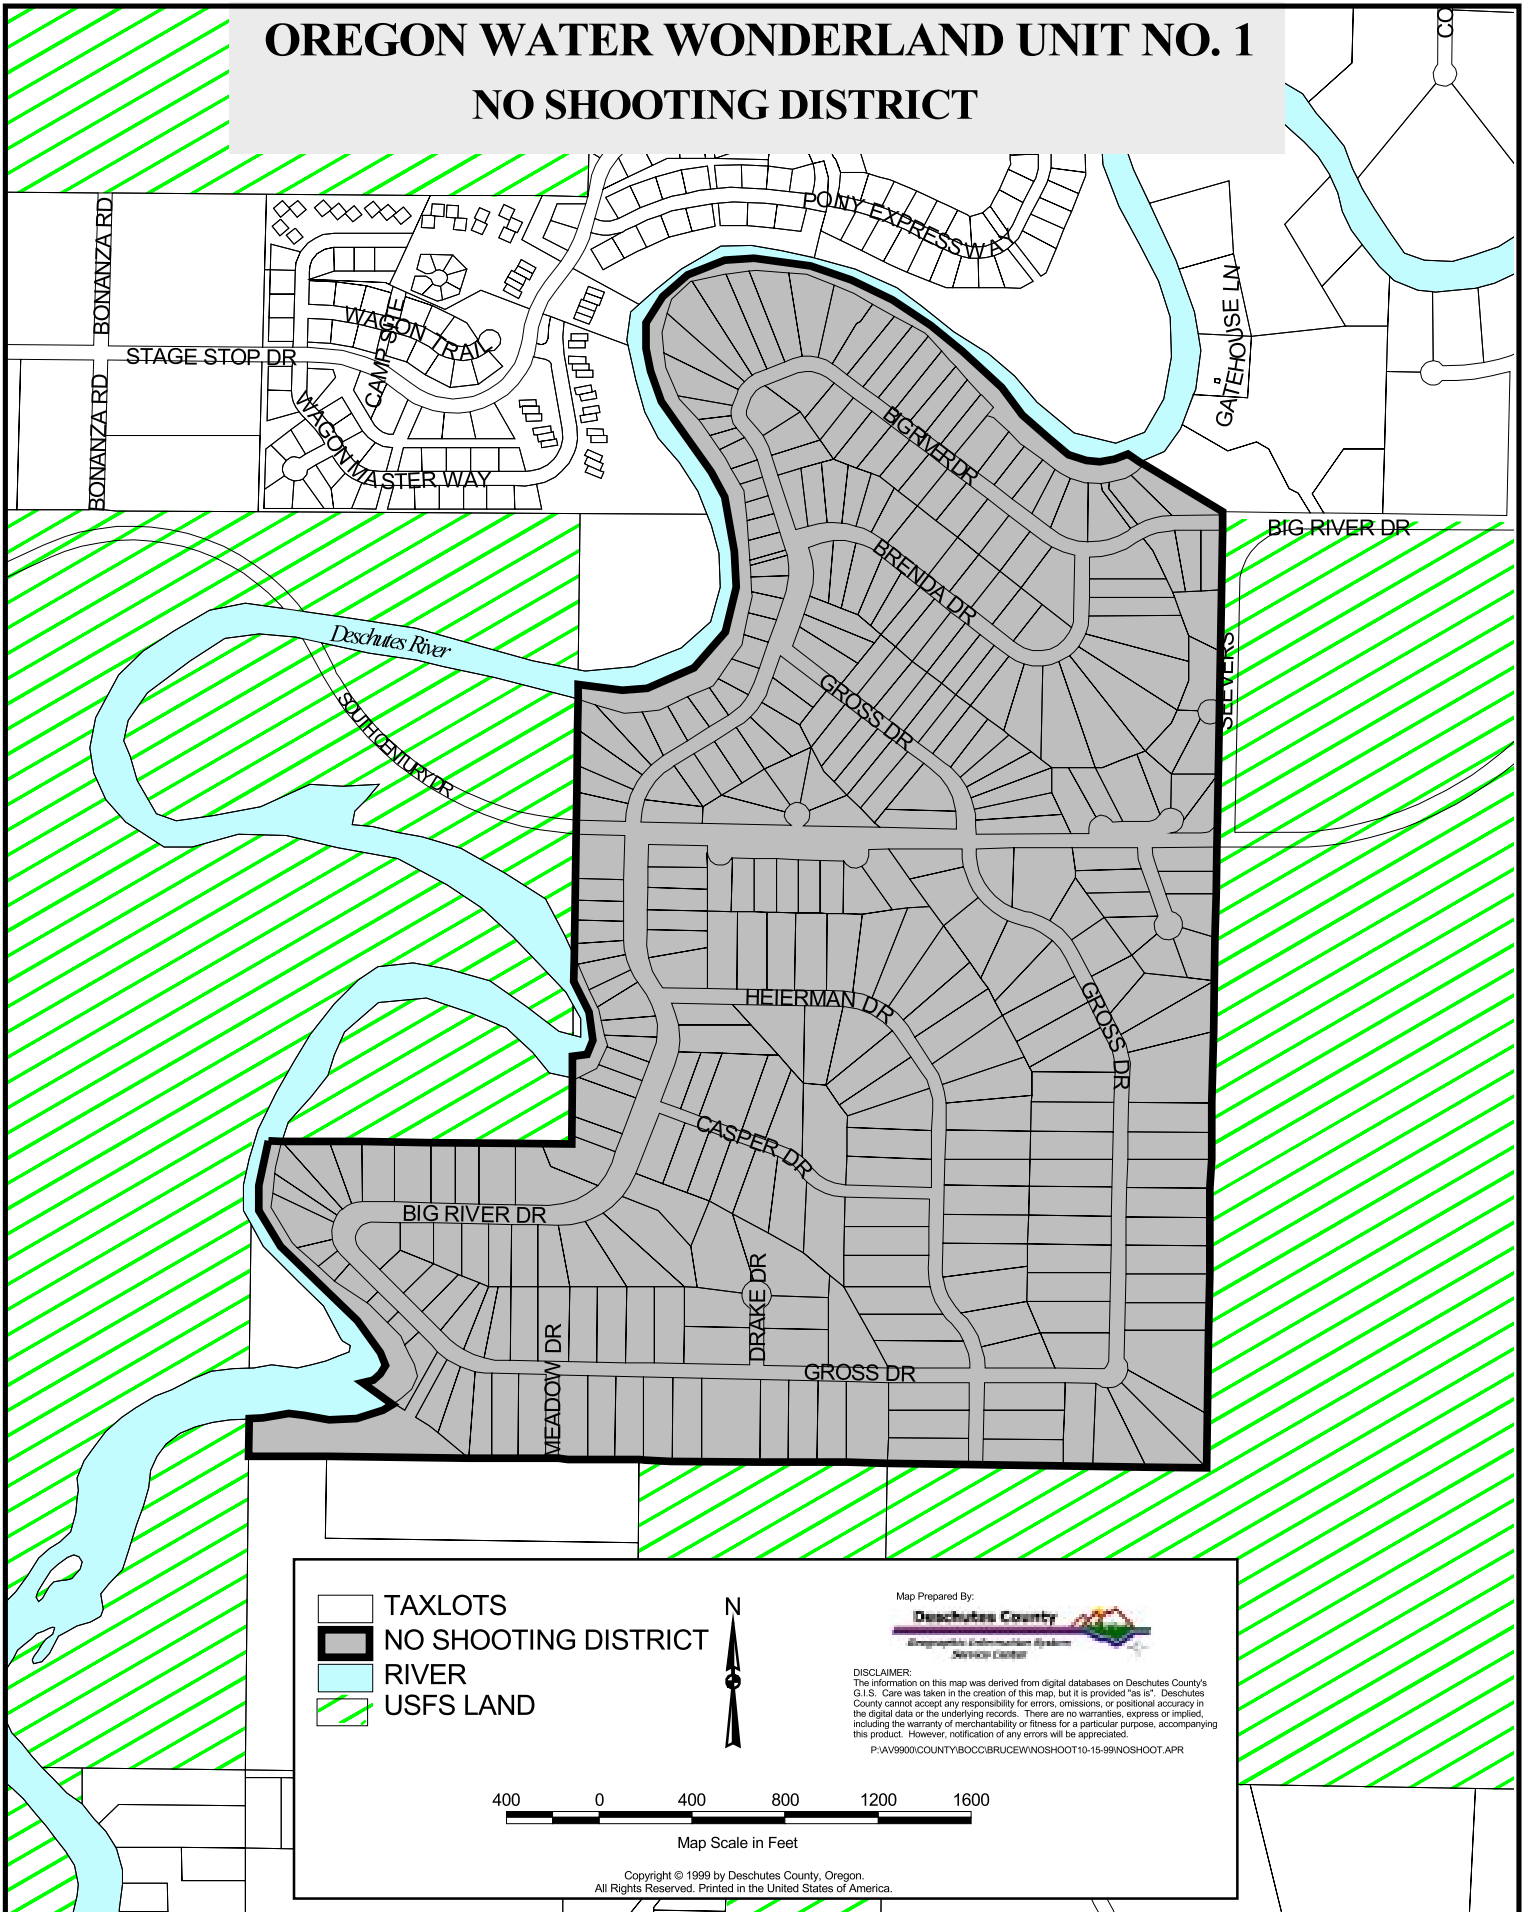 OREGON WATER WONDERLAND UNIT NO. 1
NO SHOOTING DISTRICT
CO
PONY EXPRESS WAY
BONANZA RD
GATEHOUSE LN
WAGON TRAIL
CAMP SITE
STAGE STOP DR
BONANZA RD
WAGON MASTER WAY
BIG RIVER DR
BIG RIVER DR
BRENDA DR
Deschutes River
SEEVERS
GROSS DR
SOUTH CENTURY DR
HEIERMAN DR
GROSS DR
CASPER DR
BIG RIVER DR
DRAKE DR
MEADOW DR
GROSS DR
TAXLOTS
NO SHOOTING DISTRICT
RIVER
USFS LAND
N
Map Prepared By:
Deschutes County
Geographic Information System
Service Center
DISCLAIMER:
The information on this map was derived from digital databases on Deschutes County's
G.I.S. Care was taken in the creation of this map, but it is provided "as is". Deschutes
County cannot accept any responsibility for errors, omissions, or positional accuracy in
the digital data or the underlying records. There are no warranties, express or implied,
including the warranty of merchantability or fitness for a particular purpose, accompanying
this product. However, notification of any errors will be appreciated.
P:\AV9900\COUNTY\BOCC\BRUCEW\NOSHOOT10-15-99\NOSHOOT.APR
400 0 400 800 1200 1600
Map Scale in Feet
Copyright © 1999 by Deschutes County, Oregon.
All Rights Reserved. Printed in the United States of America.